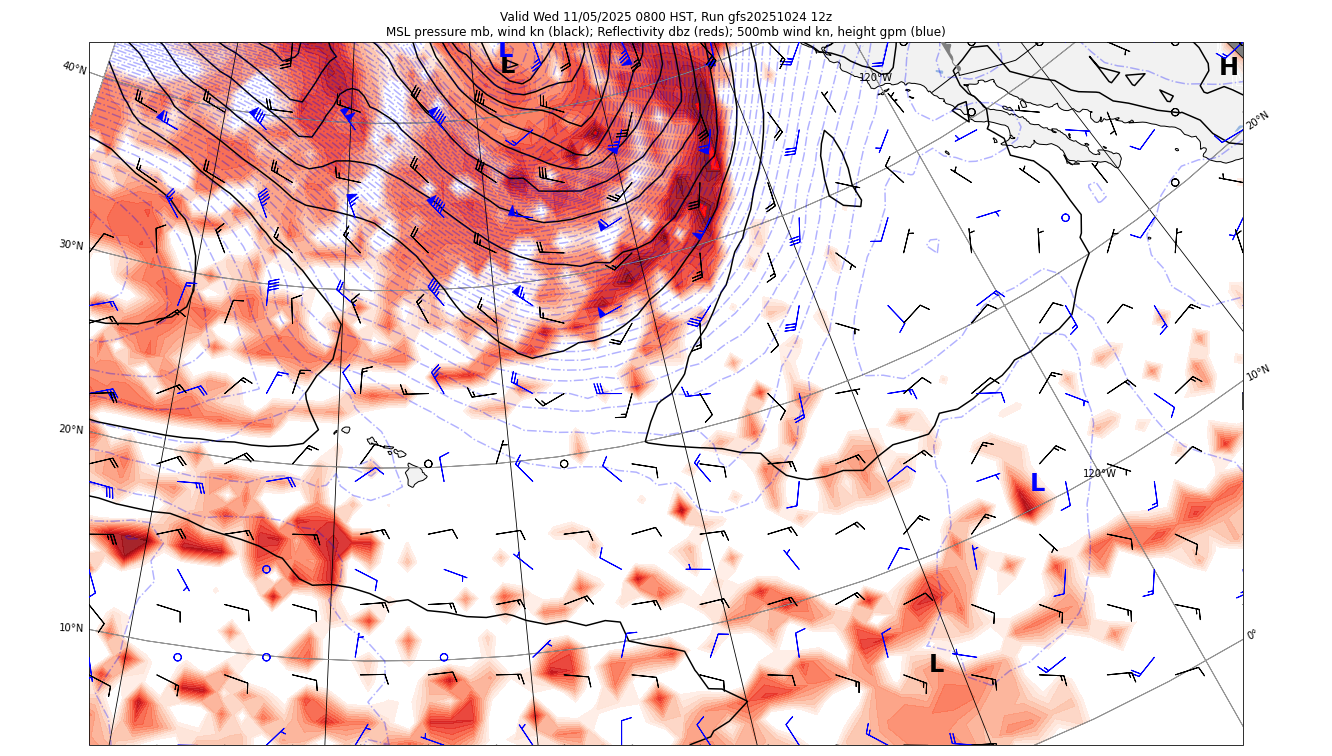 Valid Wed 11/05/2025 0800 HST, Run gfs20251024 12z
MSL pressure mb, wind kn (black); Reflectivity dbz (reds); 500mb wind kn, height gpm (blue)
L
L
H
40°N
120°W
20°N
30°N
10°N
20°N
120°W
L
10°N
0°
L